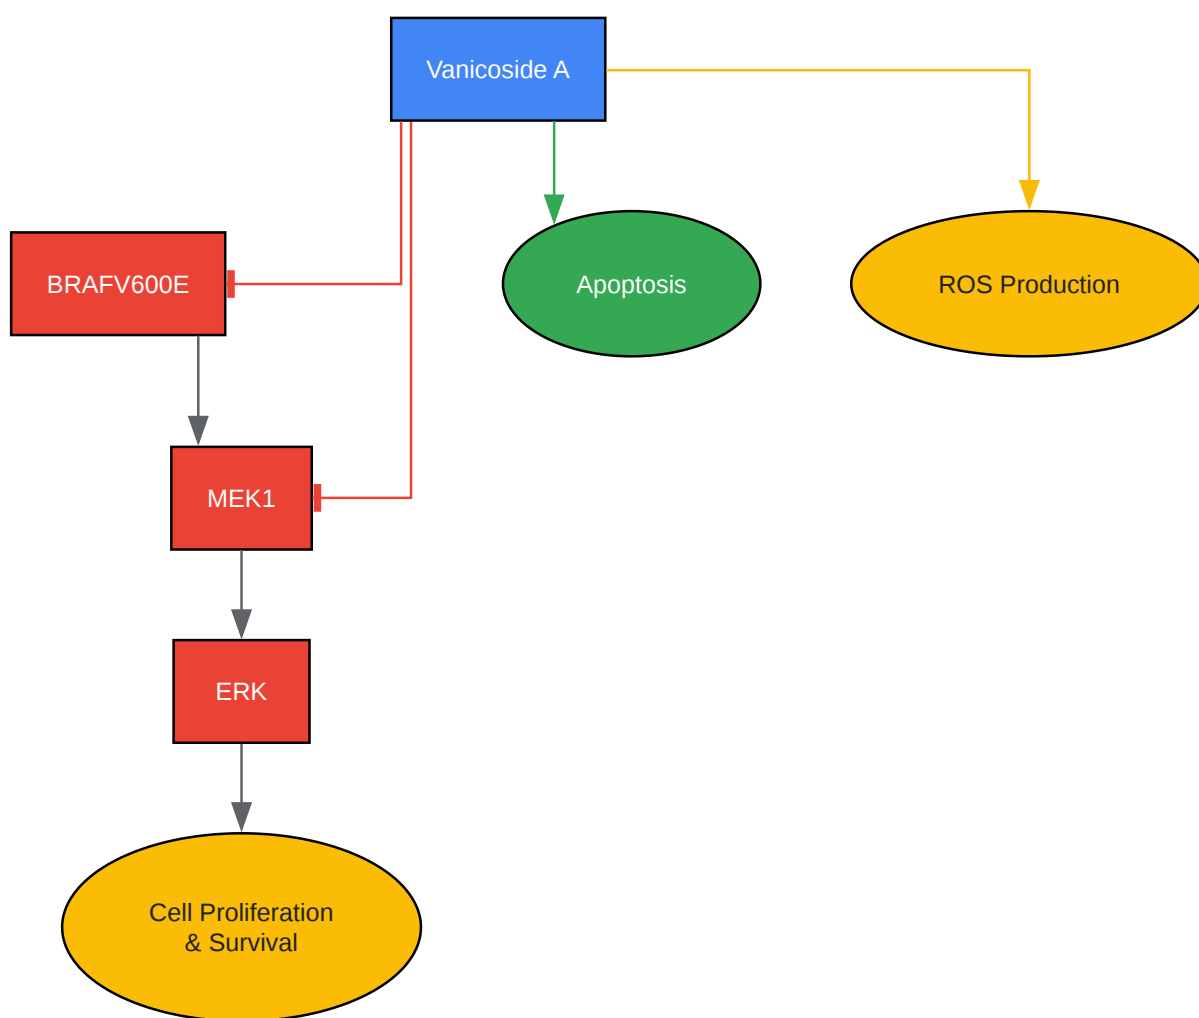 Vanicoside A
BRAFV600E
Apoptosis
ROS Production
MEK1
ERK
Cell Proliferation
& Survival